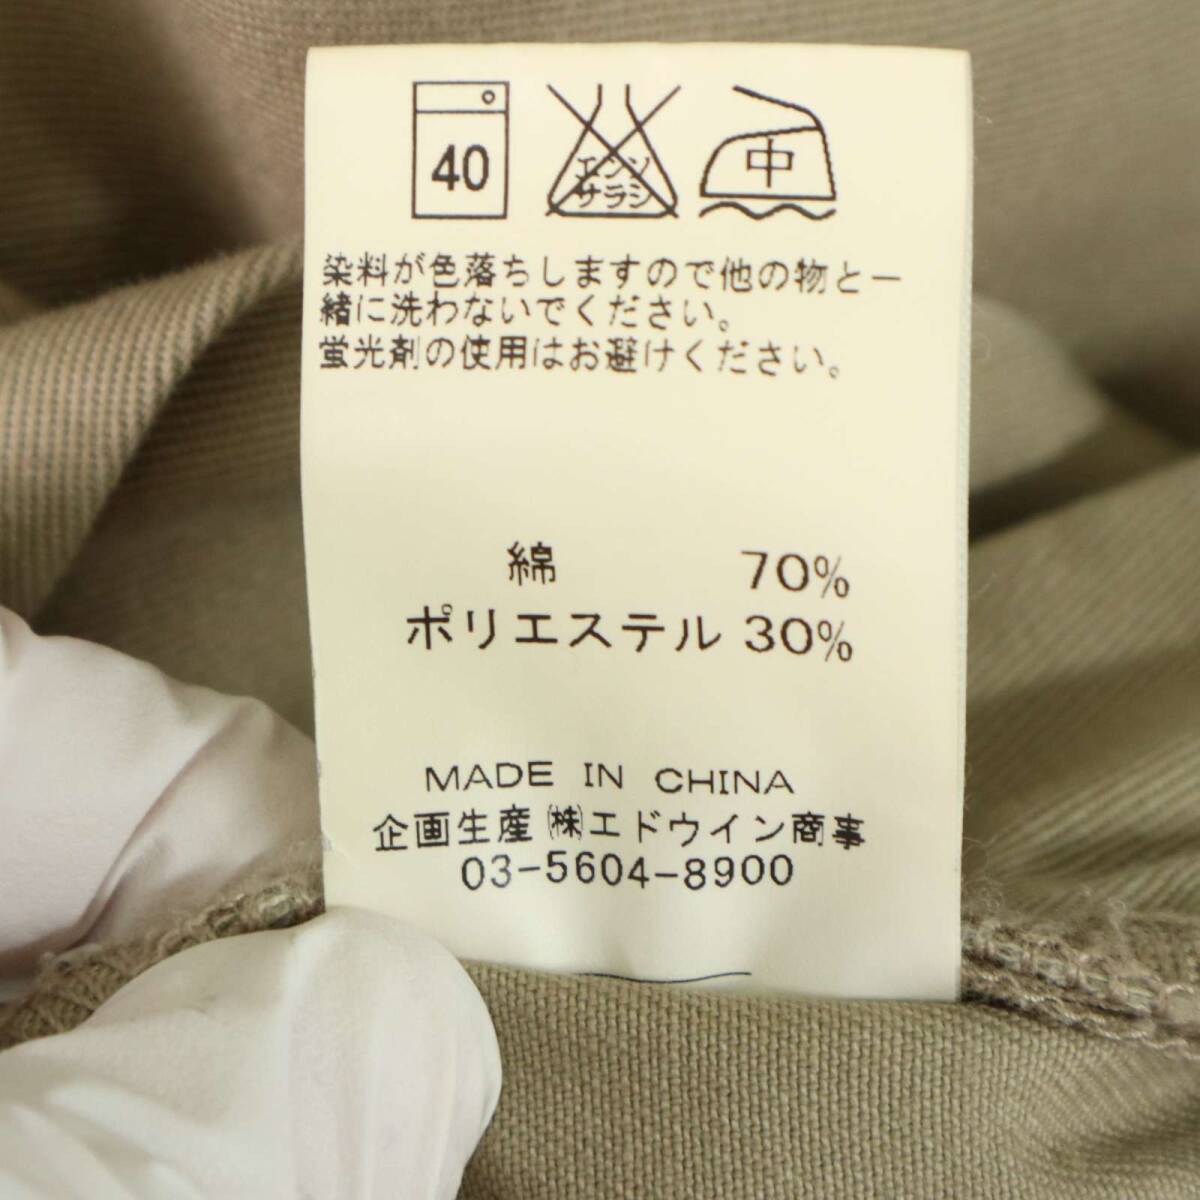 40
エンソ
サラシ
中
染料が色落ちしますので他の物と一
緒に洗わないでください。
蛍光剤の使用はお避けください。
綿 70%
ポリエステル 30%
MADE IN CHINA
企画生産 ㈱エドウイン商事
03-5604-8900